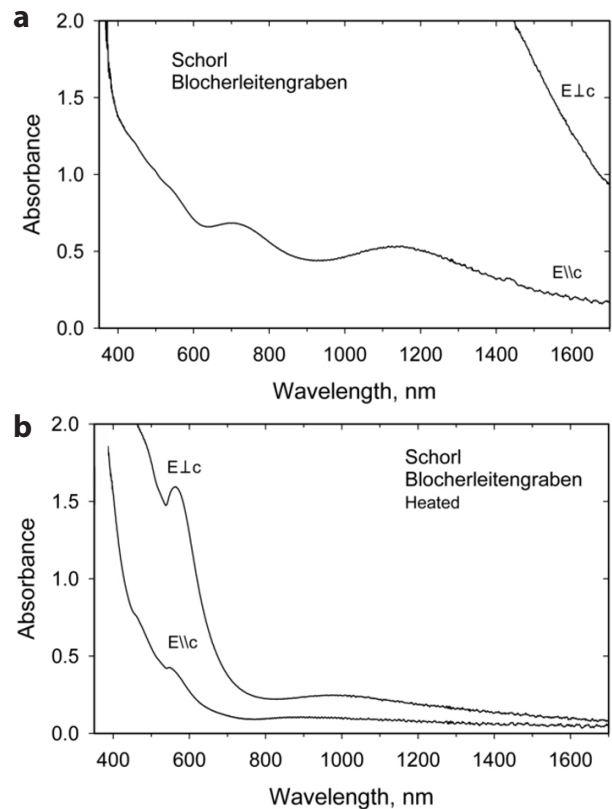 a
2.0
Schorl
Blocherleitengraben
1.5
E⊥c
1.0
Absorbance
0.5
E\\c
0.0
400 600 800 1000 1200 1400 1600
Wavelength, nm
b
2.0
E⊥c
Schorl
Blocherleitengraben
Heated
1.5
1.0
Absorbance
E\\c
0.5
0.0
400 600 800 1000 1200 1400 1600
Wavelength, nm